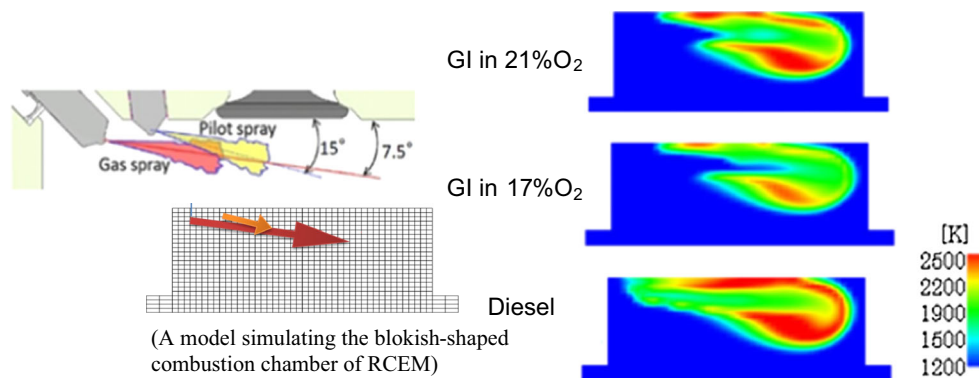 GI in 21%O₂
Pilot spray
Gas spray
15°
7.5°
GI in 17%O₂
Diesel
(A model simulating the blokish-shaped
combustion chamber of RCEM)
[K]
2500
2200
1900
1500
1200